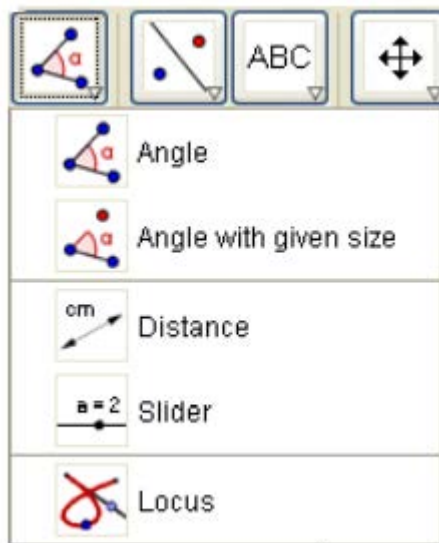 α
ABC
α
Angle
α
Angle with given size
cm
Distance
a = 2
Slider
Locus